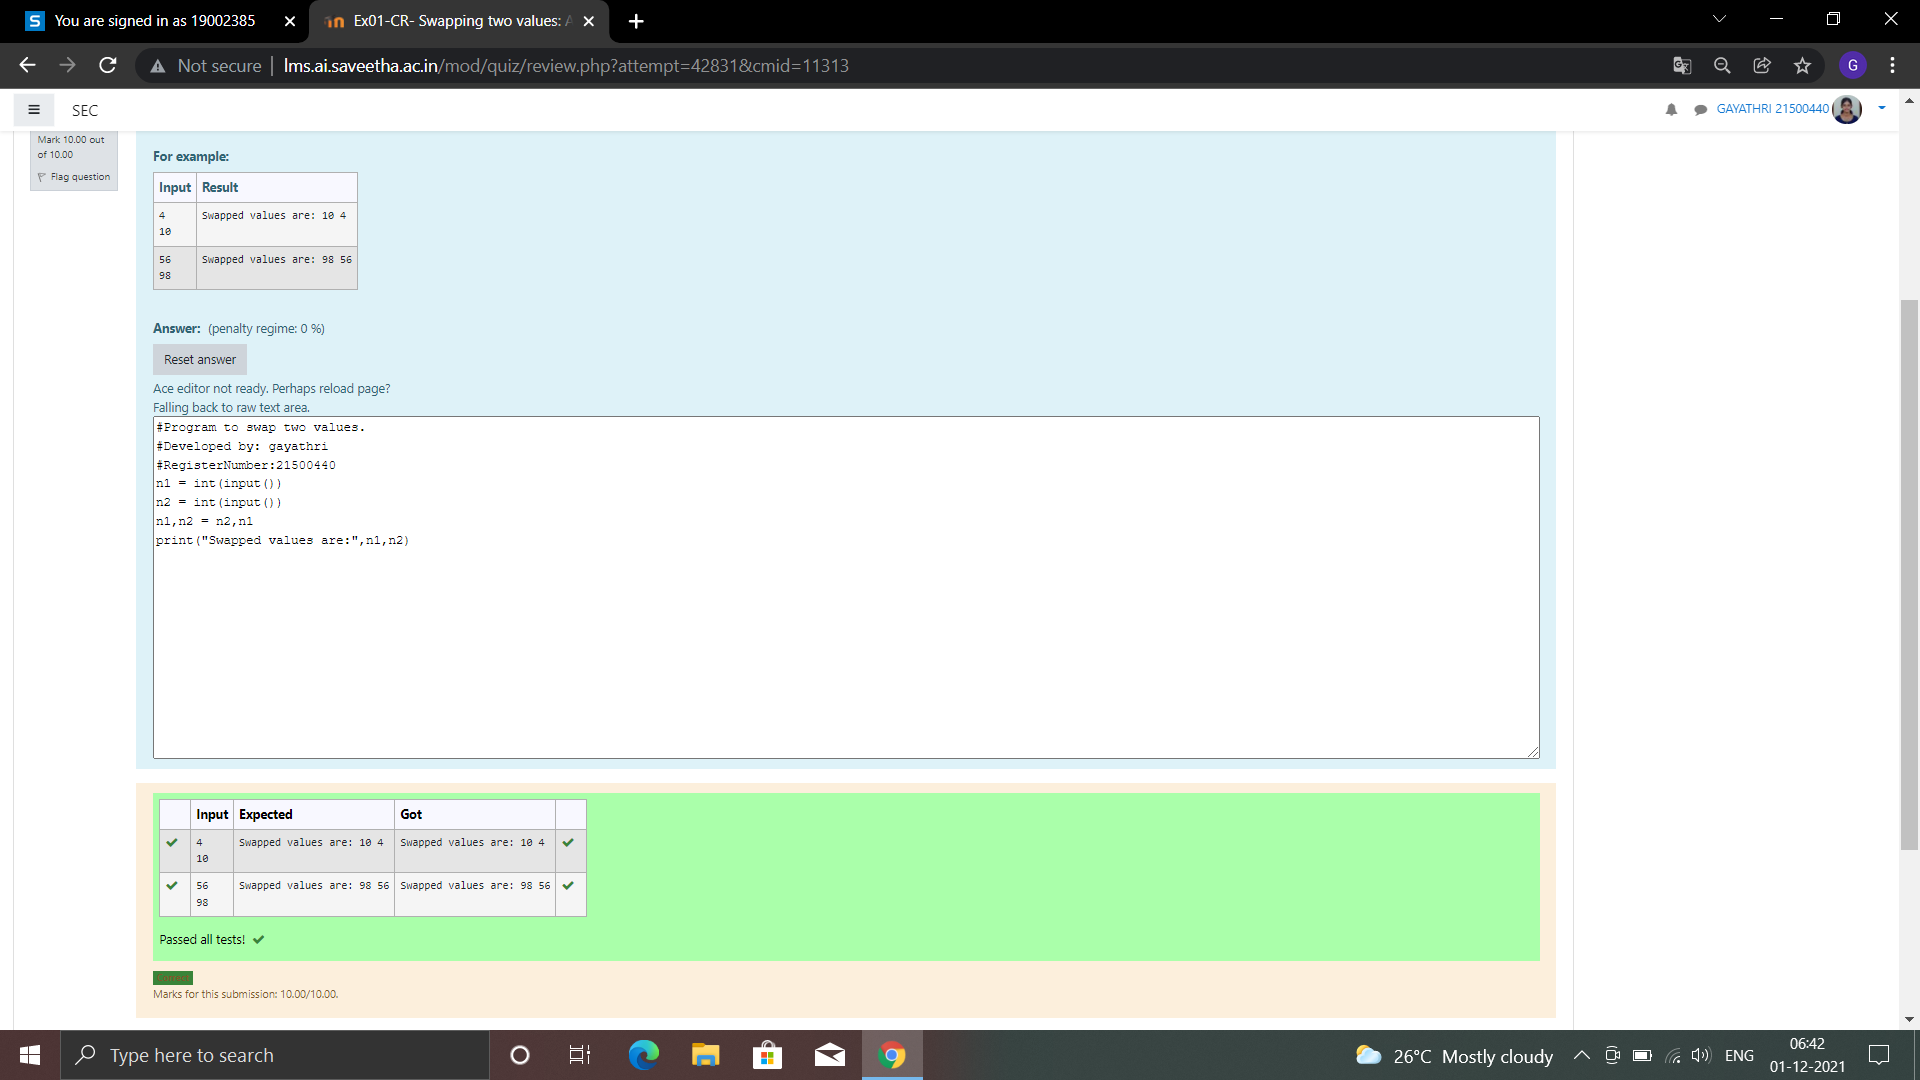 You are signed in as 19002385
Ex01-CR- Swapping two values: A
Not secure | lms.ai.saveetha.ac.in/mod/quiz/review.php?attempt=42831&cmid=11313
G
SEC
GAYATHRI 21500440
Mark 10.00 out
of 10.00
Flag question
For example:
Input Result
4 Swapped values are: 10 4
10
56 Swapped values are: 98 56
98
Answer: (penalty regime: 0 %)
Reset answer
Ace editor not ready. Perhaps reload page?
Falling back to raw text area.
#Program to swap two values.
#Developed by: gayathri
#RegisterNumber:21500440
n1 = int(input())
n2 = int(input())
n1,n2 = n2,n1
print("Swapped values are:",n1,n2)
Input Expected Got
4 Swapped values are: 10 4 Swapped values are: 10 4
10
56 Swapped values are: 98 56 Swapped values are: 98 56
98
Passed all tests!
Marks for this submission: 10.00/10.00.
Type here to search
26°C Mostly cloudy
ENG
06:42
01-12-2021